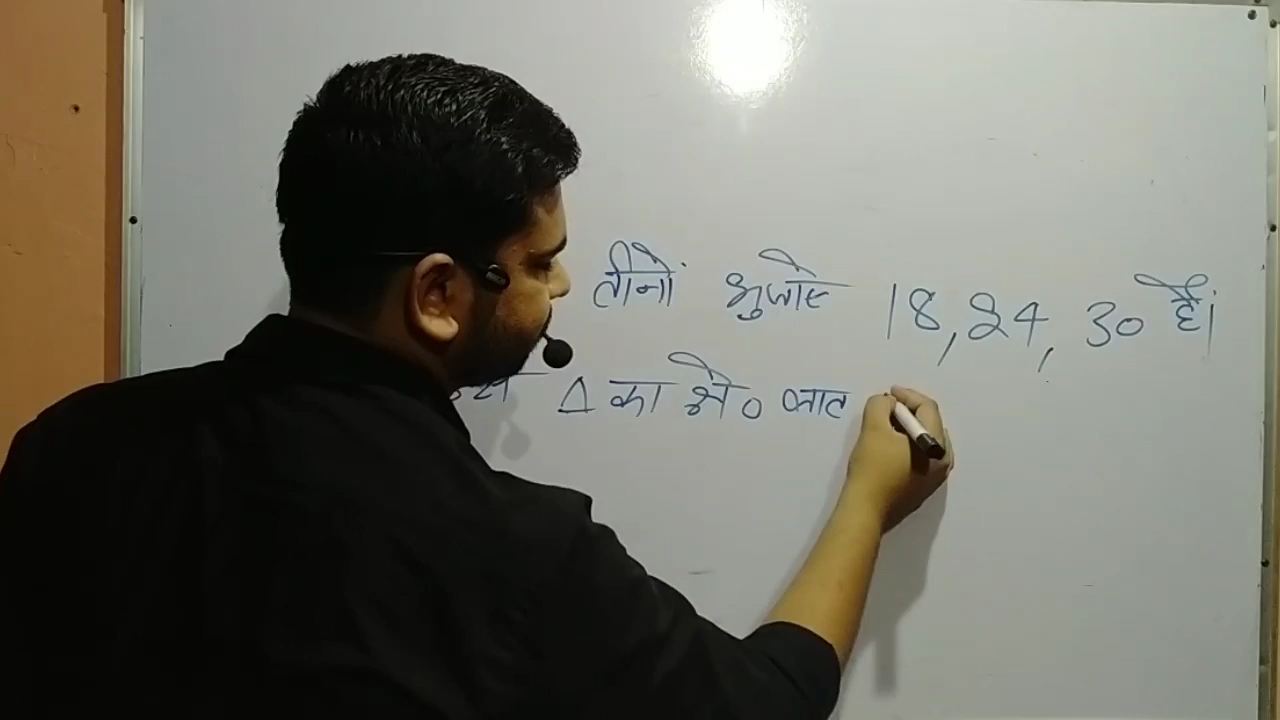 तीनों भुजाएँ 18, 24, 30 है।
Δ का क्षे० ज्ञात